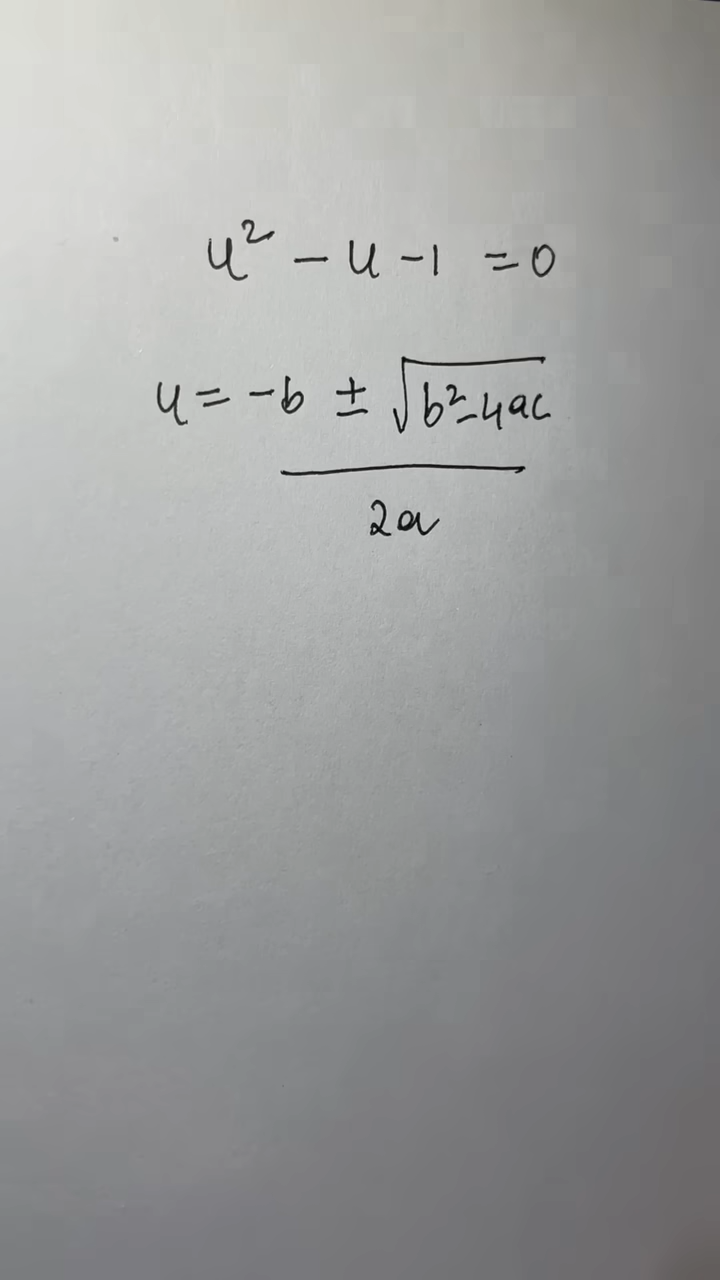 u² - u - 1 = 0
u = -b ± √b² - 4ac
2a